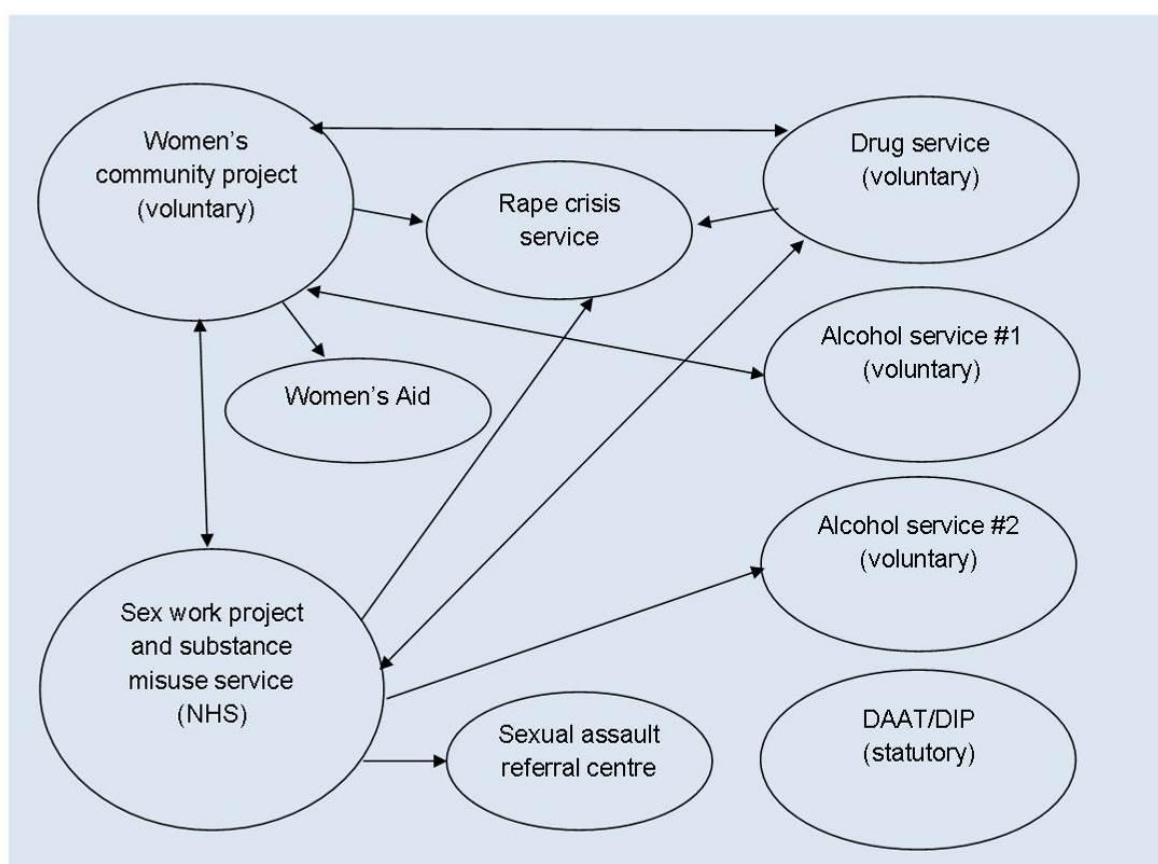 Women’s
community project
(voluntary)
Drug service
(voluntary)
Rape crisis
service
Alcohol service #1
(voluntary)
Women’s Aid
Alcohol service #2
(voluntary)
Sex work project
and substance
misuse service
(NHS)
Sexual assault
referral centre
DAAT/DIP
(statutory)